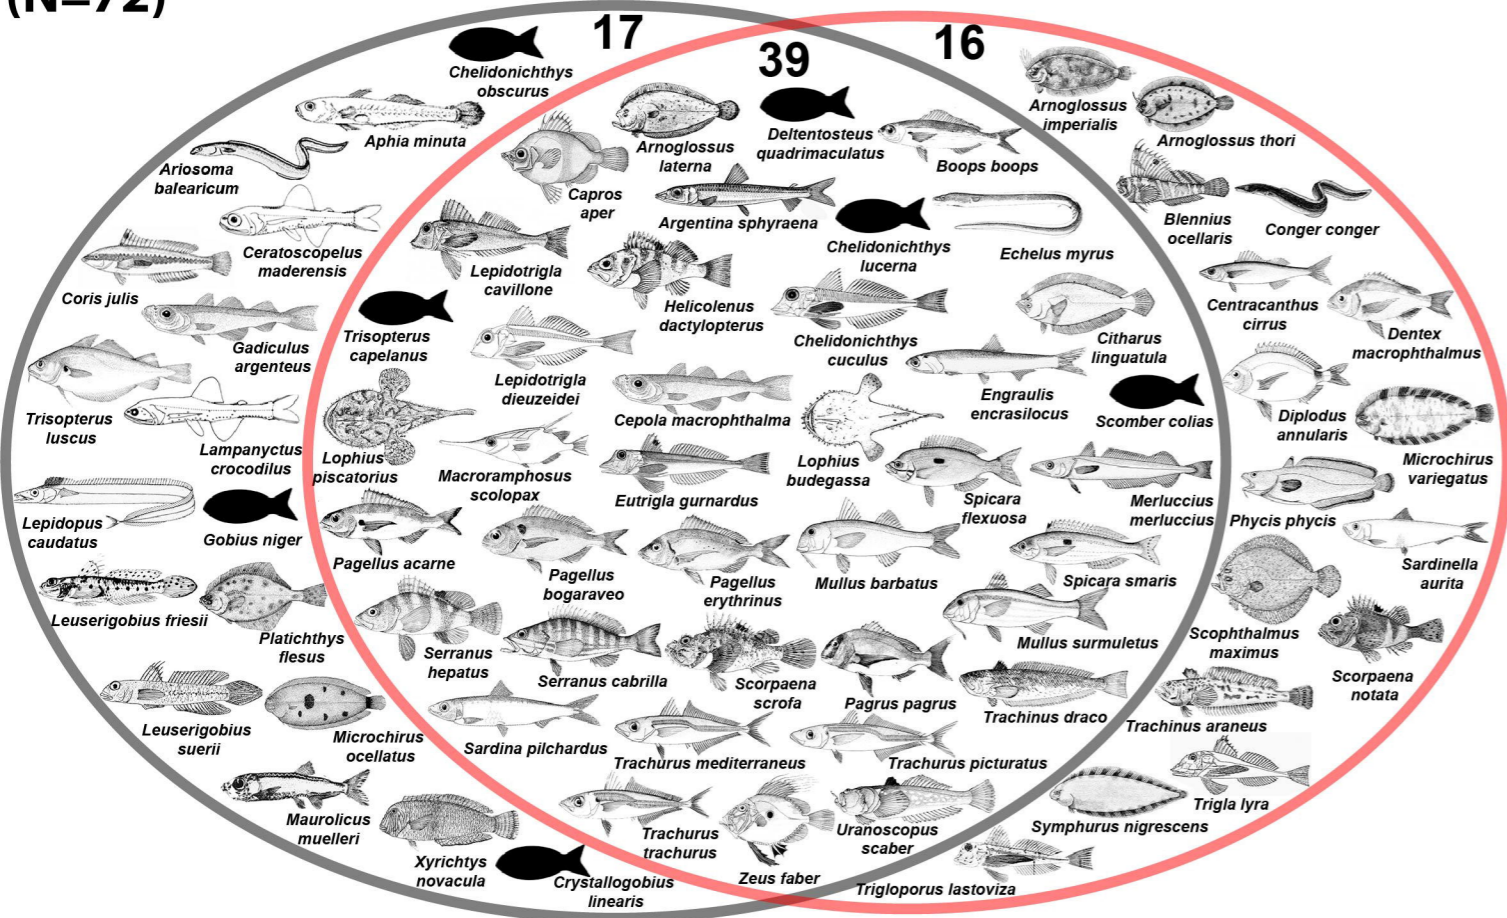 (N=72)
17
39
16
Chelidonichthys
obscurus
Aphia minuta
Ariosoma
balearicum
Ceratoscopelus
maderensis
Coris julis
Gadiculus
argenteus
Trisopterus
luscus
Lampanyctus
crocodilus
Lepidopus
caudatus
Gobius niger
Leuserigobius friesii
Platichthys
flesus
Leuserigobius
suerii
Microchirus
ocellatus
Maurolicus
muelleri
Xyrichtys
novacula
Crystallogobius
linearis
Arnoglossus
laterna
Deltentosteus
quadrimaculatus
Boops boops
Capros
aper
Argentina sphyraena
Chelidonichthys
lucerna
Echelus myrus
Lepidotrigla
cavillone
Helicolenus
dactylopterus
Trisopterus
capelanus
Chelidonichthys
cuculus
Citharus
linguatula
Lepidotrigla
dieuzeidei
Cepola macrophthalma
Engraulis
encrasilocus
Scomber colias
Lophius
piscatorius
Macroramphosus
scolopax
Eutrigla gurnardus
Lophius
budegassa
Spicara
flexuosa
Merluccius
merluccius
Pagellus acarne
Pagellus
bogaraveo
Pagellus
erythrinus
Mullus barbatus
Spicara smaris
Serranus
hepatus
Serranus cabrilla
Scorpaena
scrofa
Pagrus pagrus
Mullus surmuletus
Trachinus draco
Sardina pilchardus
Trachurus mediterraneus
Trachurus picturatus
Trachurus
trachurus
Zeus faber
Uranoscopus
scaber
Arnoglossus
imperialis
Arnoglossus thori
Blennius
ocellaris
Conger conger
Centracanthus
cirrus
Dentex
macrophthalmus
Diplodus
annularis
Microchirus
variegatus
Phycis phycis
Sardinella
aurita
Scophthalmus
maximus
Scorpaena
notata
Trachinus araneus
Trigla lyra
Symphurus nigrescens
Trigloporus lastoviza